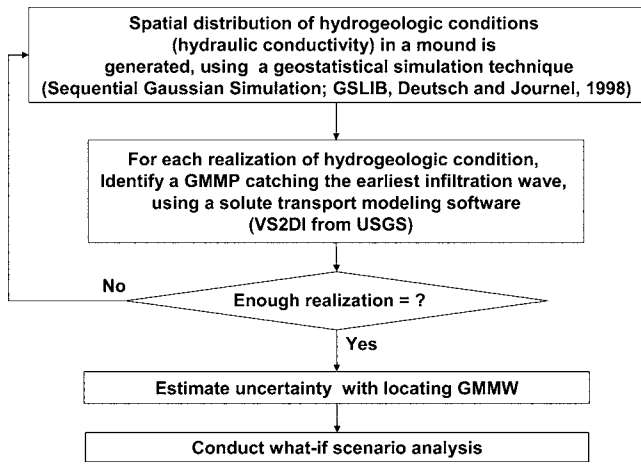 Spatial distribution of hydrogeologic conditions
(hydraulic conductivity) in a mound is
generated, using a geostatistical simulation technique
(Sequential Gaussian Simulation; GSLIB, Deutsch and Journel, 1998)
For each realization of hydrogeologic condition,
Identify a GMMP catching the earliest infiltration wave,
using a solute transport modeling software
(VS2DI from USGS)
No
Enough realization = ?
Yes
Estimate uncertainty with locating GMMW
Conduct what-if scenario analysis